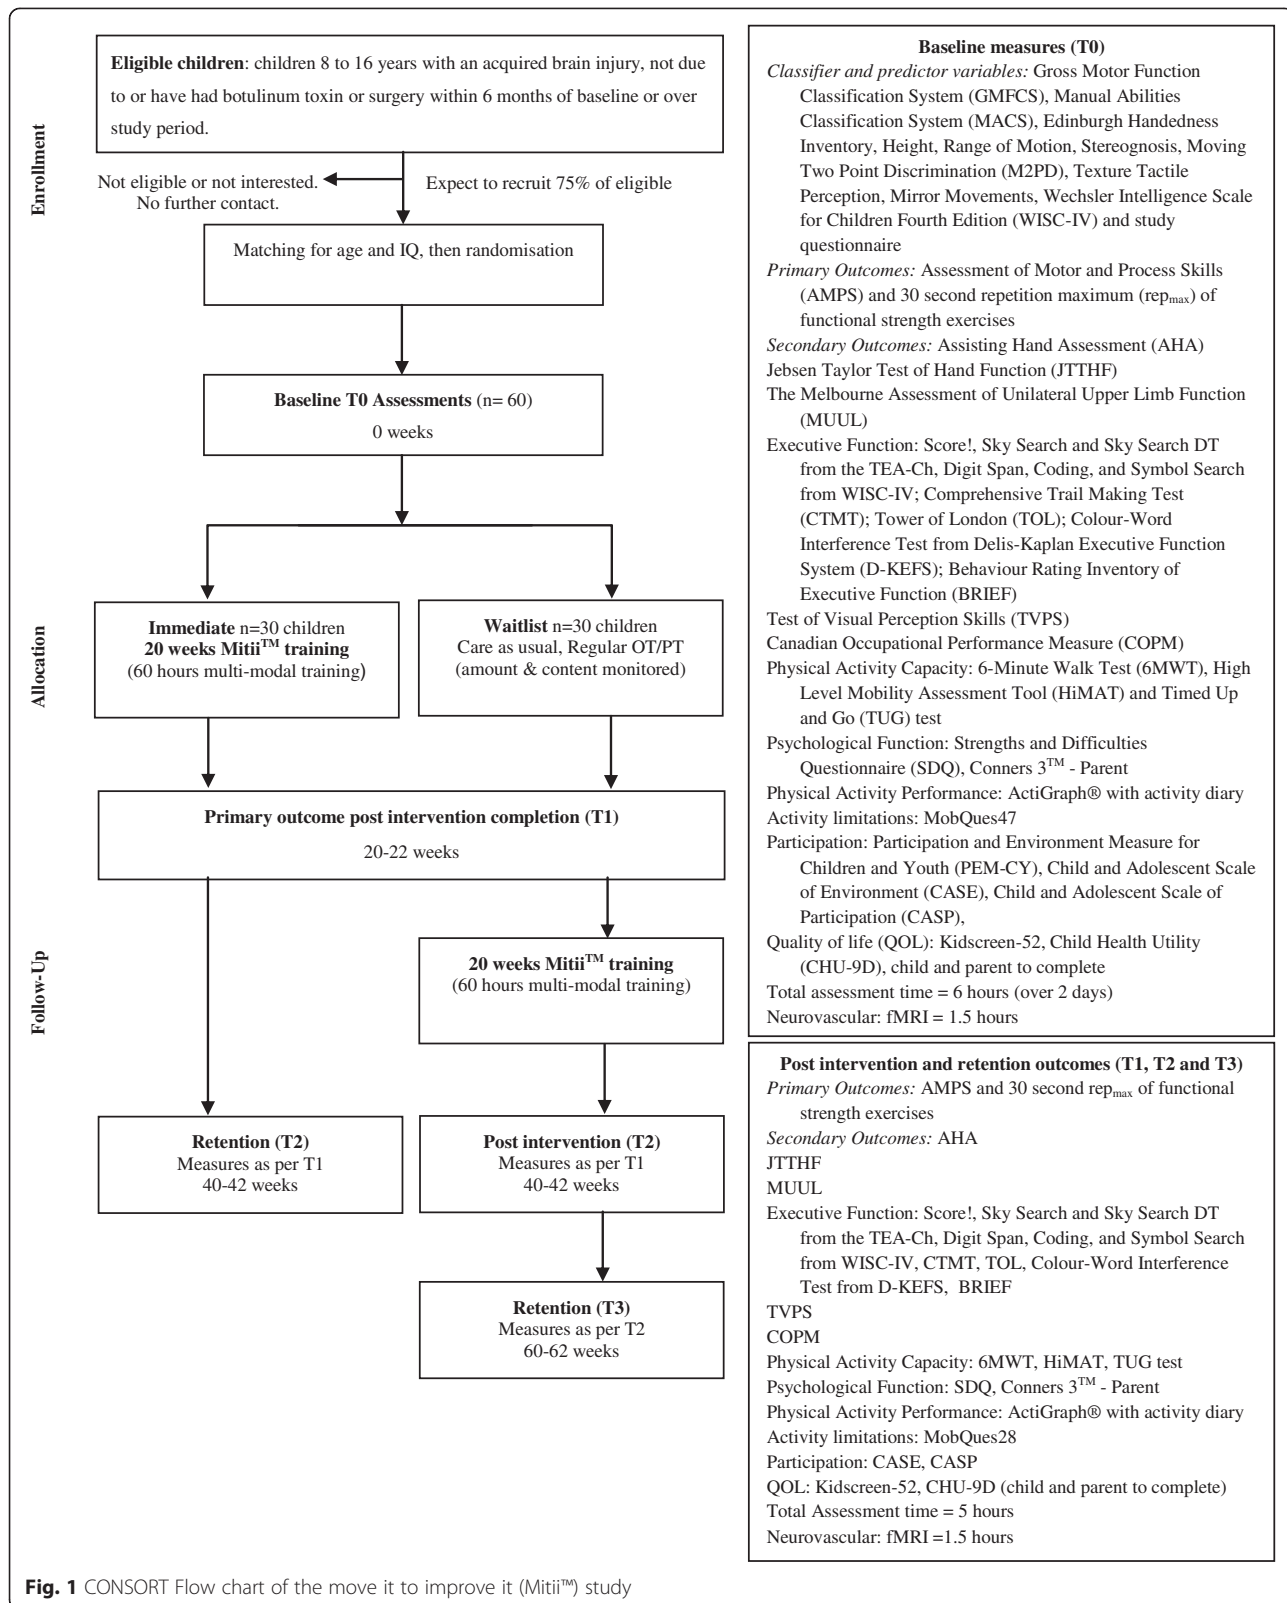 Enrollment
Eligible children: children 8 to 16 years with an acquired brain injury, not due
to or have had botulinum toxin or surgery within 6 months of baseline or over
study period.
Not eligible or not interested.
No further contact.
Expect to recruit 75% of eligible
Matching for age and IQ, then randomisation
Baseline T0 Assessments (n= 60)
0 weeks
Allocation
Immediate n=30 children
20 weeks Mitii™ training
(60 hours multi-modal training)
Waitlist n=30 children
Care as usual, Regular OT/PT
(amount & content monitored)
Primary outcome post intervention completion (T1)
20-22 weeks
Follow-Up
20 weeks Mitii™ training
(60 hours multi-modal training)
Retention (T2)
Measures as per T1
40-42 weeks
Post intervention (T2)
Measures as per T1
40-42 weeks
Retention (T3)
Measures as per T2
60-62 weeks
Baseline measures (T0)
Classifier and predictor variables: Gross Motor Function
Classification System (GMFCS), Manual Abilities
Classification System (MACS), Edinburgh Handedness
Inventory, Height, Range of Motion, Stereognosis, Moving
Two Point Discrimination (M2PD), Texture Tactile
Perception, Mirror Movements, Wechsler Intelligence Scale
for Children Fourth Edition (WISC-IV) and study
questionnaire
Primary Outcomes: Assessment of Motor and Process Skills
(AMPS) and 30 second repetition maximum (repmax) of
functional strength exercises
Secondary Outcomes: Assisting Hand Assessment (AHA)
Jebsen Taylor Test of Hand Function (JTTHF)
The Melbourne Assessment of Unilateral Upper Limb Function
(MUUL)
Executive Function: Score!, Sky Search and Sky Search DT
from the TEA-Ch, Digit Span, Coding, and Symbol Search
from WISC-IV; Comprehensive Trail Making Test
(CTMT); Tower of London (TOL); Colour-Word
Interference Test from Delis-Kaplan Executive Function
System (D-KEFS); Behaviour Rating Inventory of
Executive Function (BRIEF)
Test of Visual Perception Skills (TVPS)
Canadian Occupational Performance Measure (COPM)
Physical Activity Capacity: 6-Minute Walk Test (6MWT), High
Level Mobility Assessment Tool (HiMAT) and Timed Up
and Go (TUG) test
Psychological Function: Strengths and Difficulties
Questionnaire (SDQ), Conners 3™ - Parent
Physical Activity Performance: ActiGraph® with activity diary
Activity limitations: MobQues47
Participation: Participation and Environment Measure for
Children and Youth (PEM-CY), Child and Adolescent Scale
of Environment (CASE), Child and Adolescent Scale of
Participation (CASP),
Quality of life (QOL): Kidscreen-52, Child Health Utility
(CHU-9D), child and parent to complete
Total assessment time = 6 hours (over 2 days)
Neurovascular: fMRI = 1.5 hours
Post intervention and retention outcomes (T1, T2 and T3)
Primary Outcomes: AMPS and 30 second repmax of functional
strength exercises
Secondary Outcomes: AHA
JTTHF
MUUL
Executive Function: Score!, Sky Search and Sky Search DT
from the TEA-Ch, Digit Span, Coding, and Symbol Search
from WISC-IV, CTMT, TOL, Colour-Word Interference
Test from D-KEFS, BRIEF
TVPS
COPM
Physical Activity Capacity: 6MWT, HiMAT, TUG test
Psychological Function: SDQ, Conners 3™ - Parent
Physical Activity Performance: ActiGraph® with activity diary
Activity limitations: MobQues28
Participation: CASE, CASP
QOL: Kidscreen-52, CHU-9D (child and parent to complete)
Total Assessment time = 5 hours
Neurovascular: fMRI =1.5 hours
Fig. 1 CONSORT Flow chart of the move it to improve it (Mitii™) study